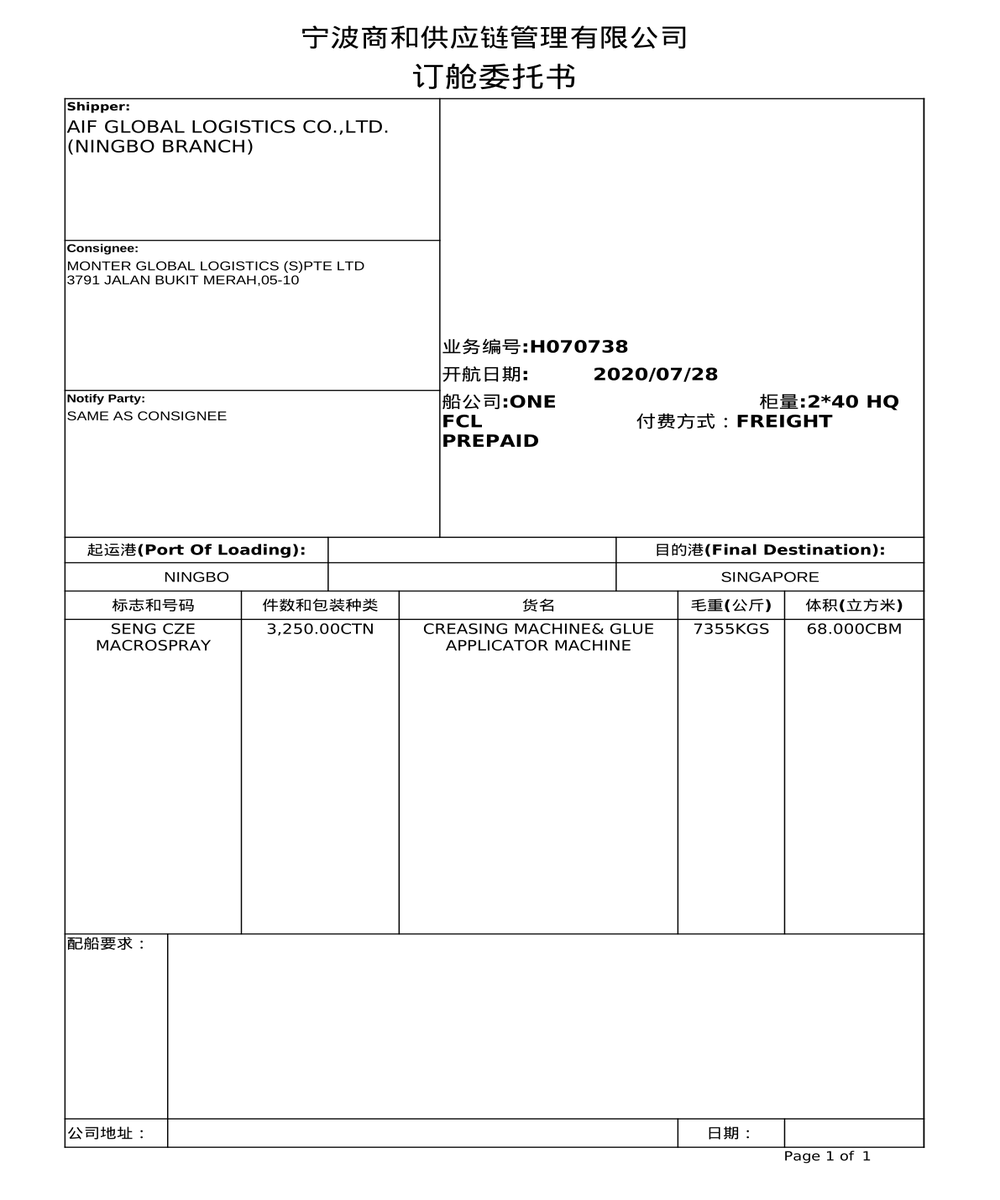 宁波商和供应链管理有限公司
订舱委托书
Shipper:
AIF GLOBAL LOGISTICS CO.,LTD.
(NINGBO BRANCH)
Consignee:
MONTER GLOBAL LOGISTICS (S)PTE LTD
3791 JALAN BUKIT MERAH,05-10
Notify Party:
SAME AS CONSIGNEE
业务编号:H070738
开航日期: 2020/07/28
船公司:ONE 柜量:2*40 HQ
FCL 付费方式：FREIGHT
PREPAID
起运港(Port Of Loading): 目的港(Final Destination):
NINGBO SINGAPORE
标志和号码 件数和包装种类 货名 毛重(公斤) 体积(立方米)
SENG CZE 3,250.00CTN CREASING MACHINE& GLUE 7355KGS 68.000CBM
MACROSPRAY APPLICATOR MACHINE
配船要求：
公司地址： 日期：
Page 1 of 1